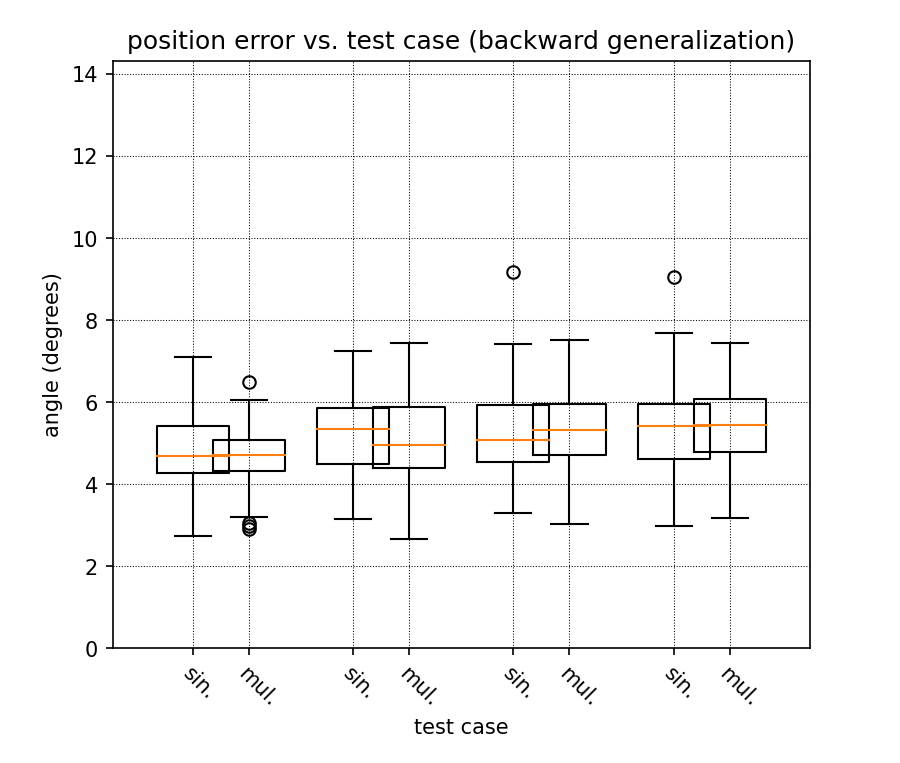 position error vs. test case (backward generalization)
14
12
10
8
6
4
2
0
angle (degrees)
sin. mul. sin. mul. sin. mul. sin. mul.
test case